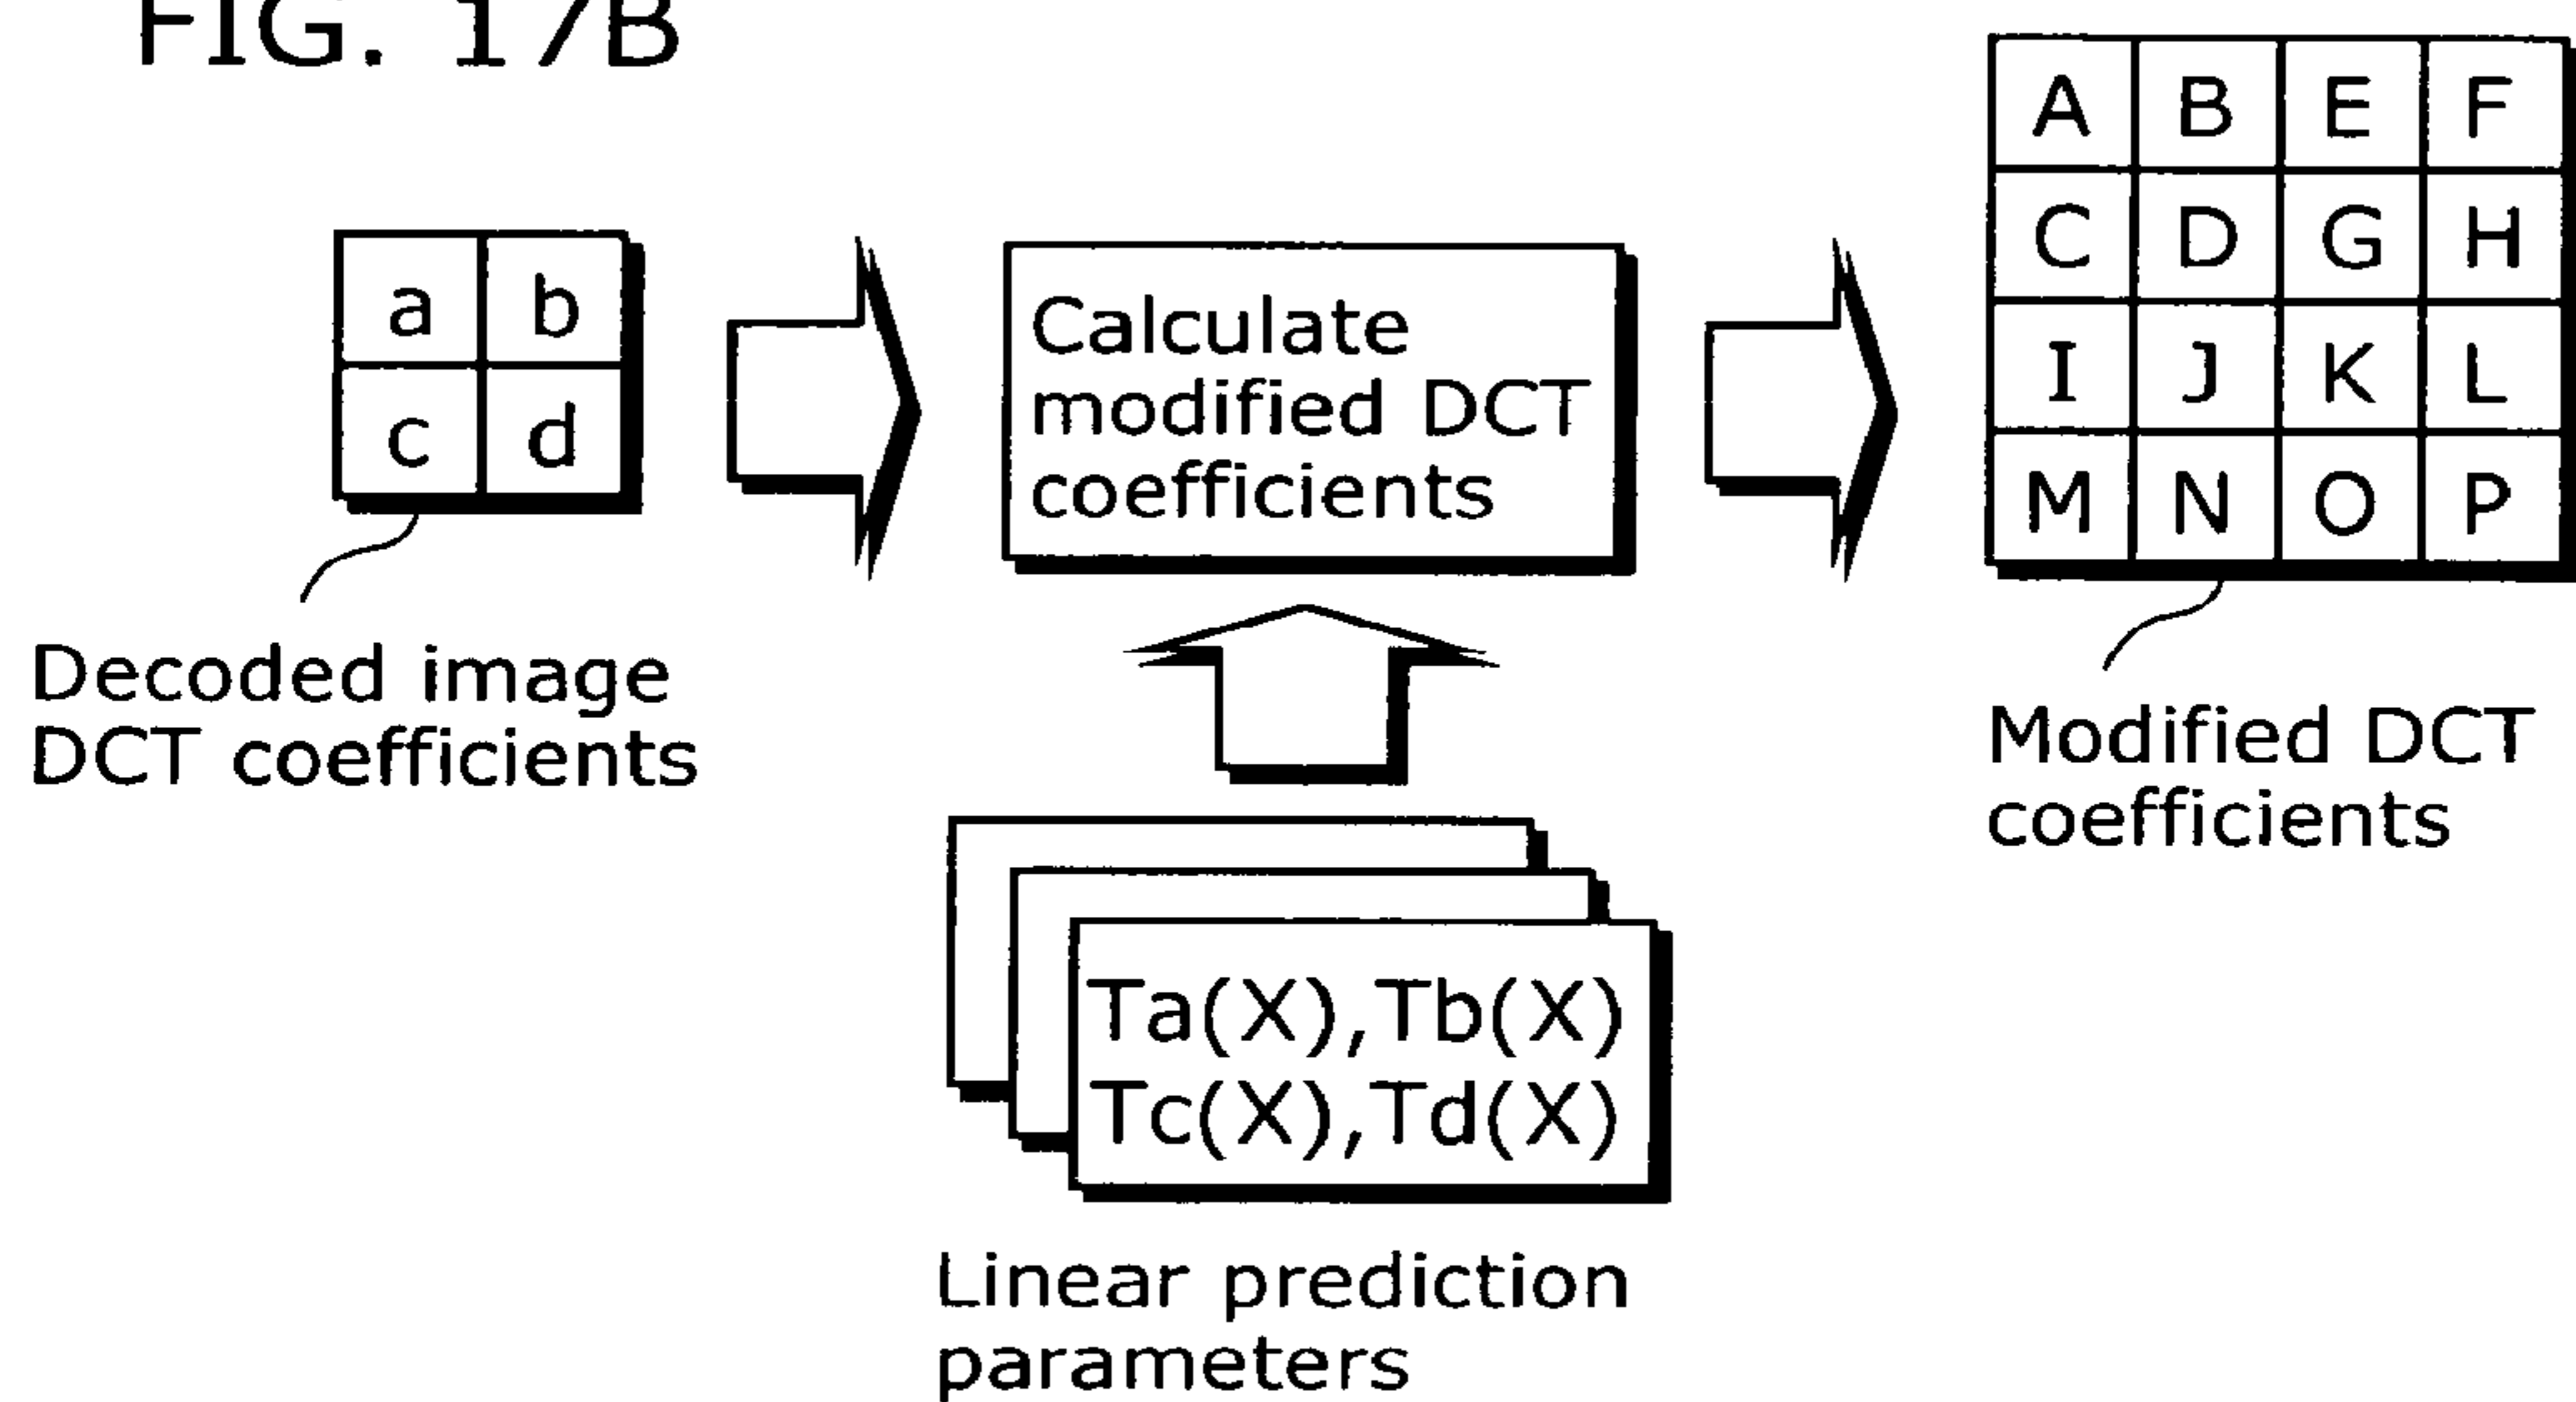 FIG. 17B
A B E F
C D G H
I J K L
M N O P
a b
c d
Calculate
modified DCT
coefficients
Decoded image
DCT coefficients
Modified DCT
coefficients
Ta(X),Tb(X)
Tc(X),Td(X)
Linear prediction
parameters